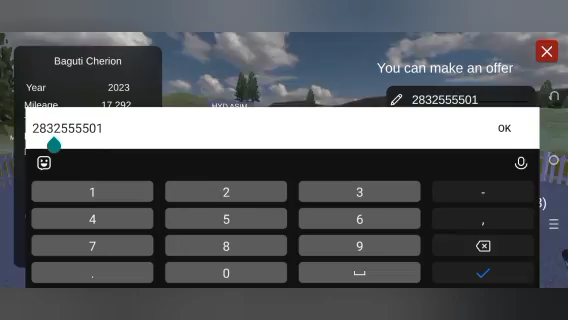 Baguti Cherion
You can make an offer
Year 2023
Mileage 17,292
2832555501
2832555501 OK
1 2 3 -
4 5 6 ,
7 8 9
. 0